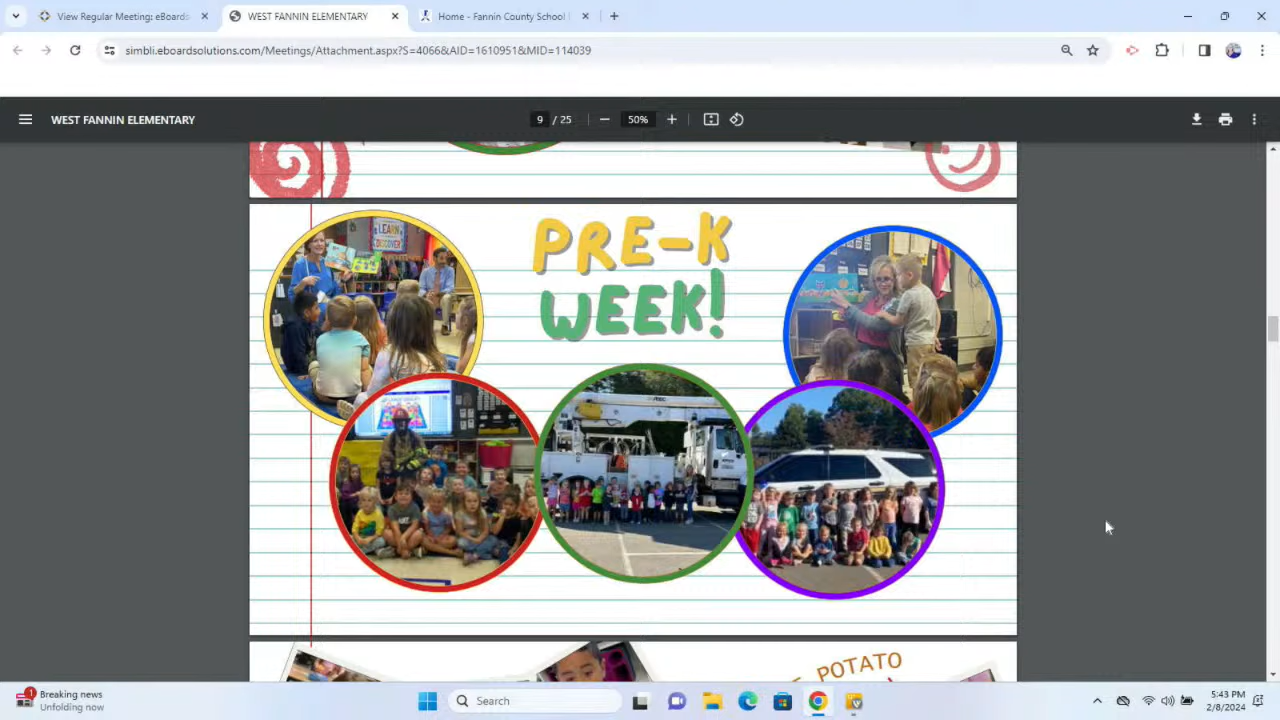 View Regular Meeting: eBoards
WEST FANNIN ELEMENTARY
Home - Fannin County School
simbli.eboardsolutions.com/Meetings/Attachment.aspx?S=4066&AID=1610951&MID=114039
WEST FANNIN ELEMENTARY
9 / 25
50%
PRE-K
WEEK!
LEARN
DISCOVER
POTATO
1
Breaking news
Unfolding now
Search
5:43 PM
2/8/2024